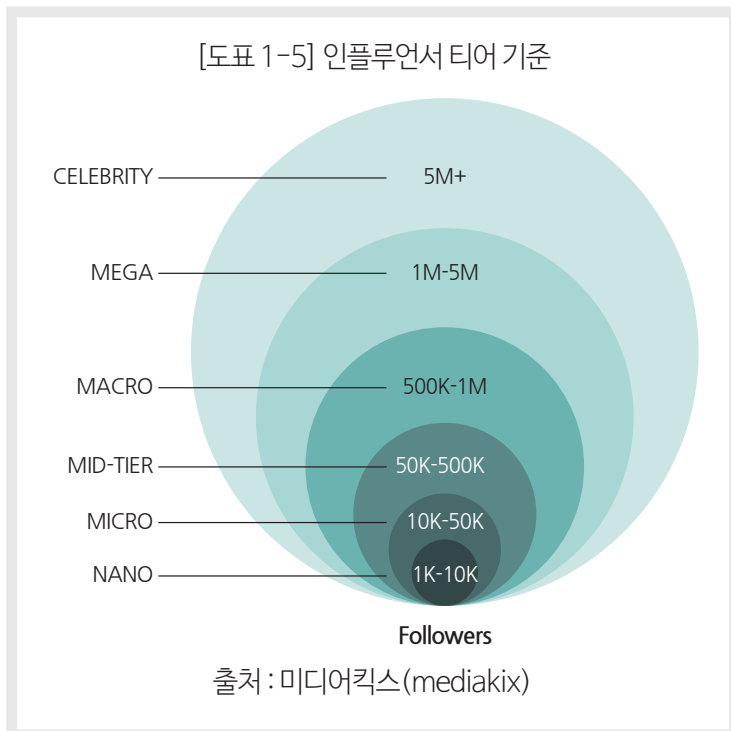 [도표 1-5] 인플루언서 티어 기준
CELEBRITY 5M+
MEGA 1M-5M
MACRO 500K-1M
MID-TIER 50K-500K
MICRO 10K-50K
NANO 1K-10K
Followers
출처 : 미디어킥스(mediakix)